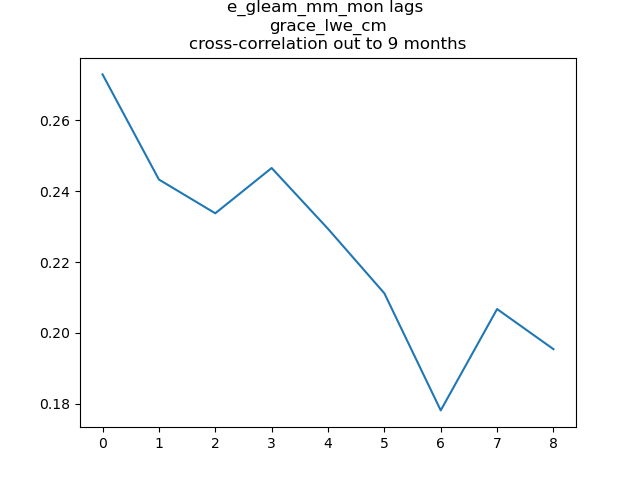 e_gleam_mm_mon lags
grace_lwe_cm
cross-correlation out to 9 months
0.26
0.24
0.22
0.20
0.18
0 1 2 3 4 5 6 7 8